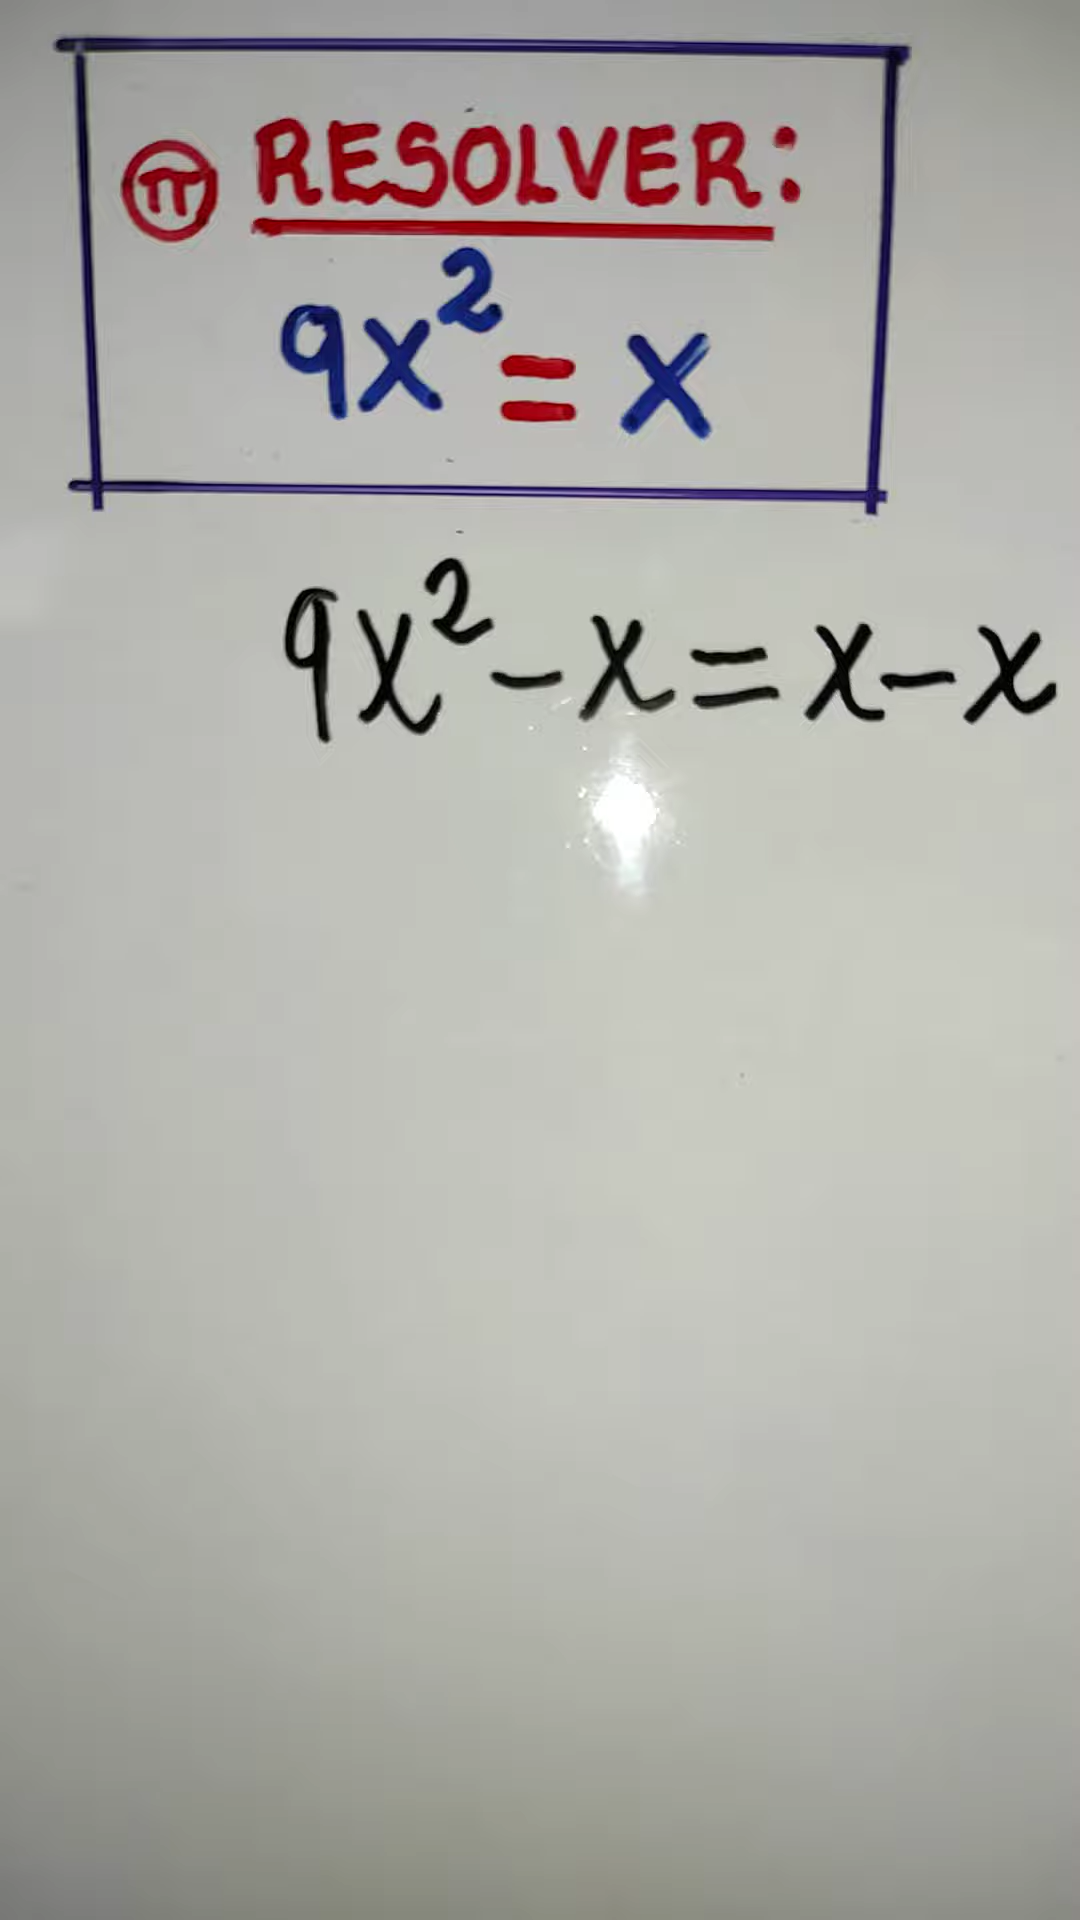 π RESOLVER:
9x² = x
9x² - x = x - x